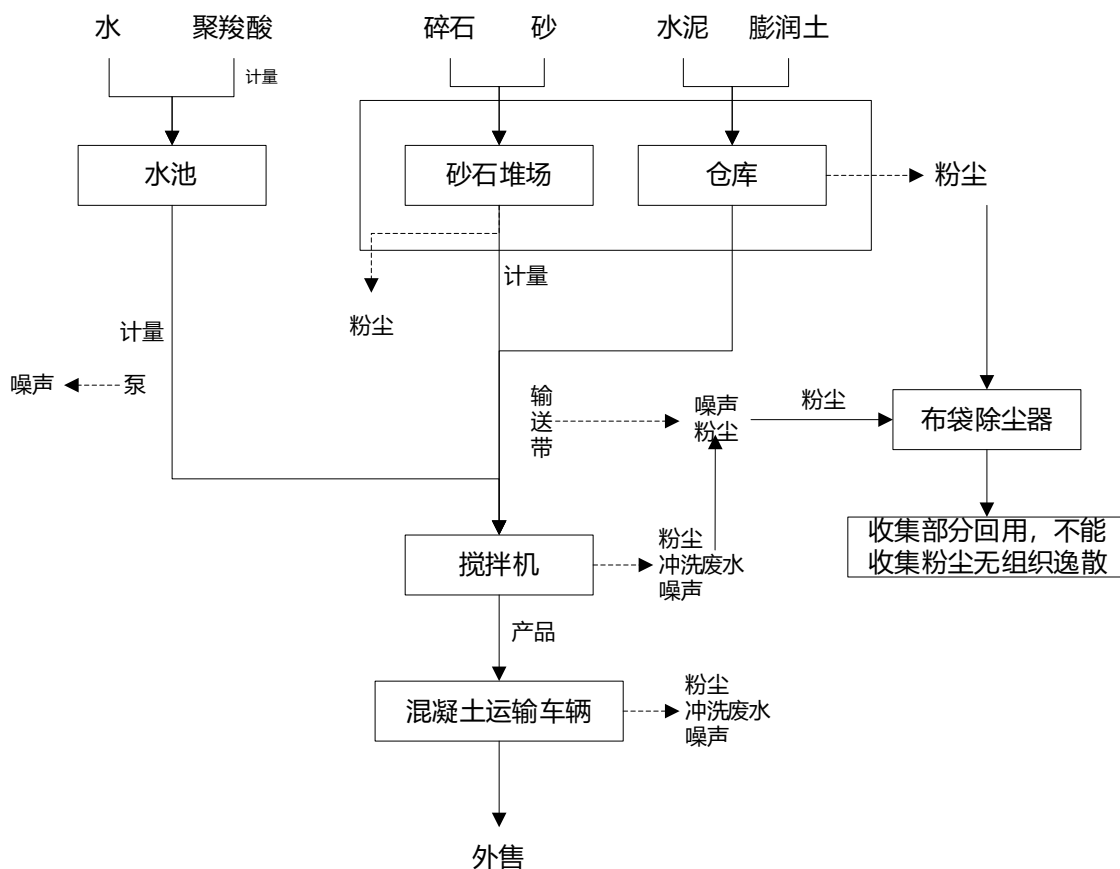 水
聚羧酸
碎石
砂
水泥
膨润土
计量
水池
砂石堆场
仓库
粉尘
计量
粉尘
计量
噪声
泵
输
送
带
噪声
粉尘
粉尘
布袋除尘器
收集部分回用，不能
收集粉尘无组织逸散
搅拌机
粉尘
冲洗废水
噪声
产品
混凝土运输车辆
粉尘
冲洗废水
噪声
外售